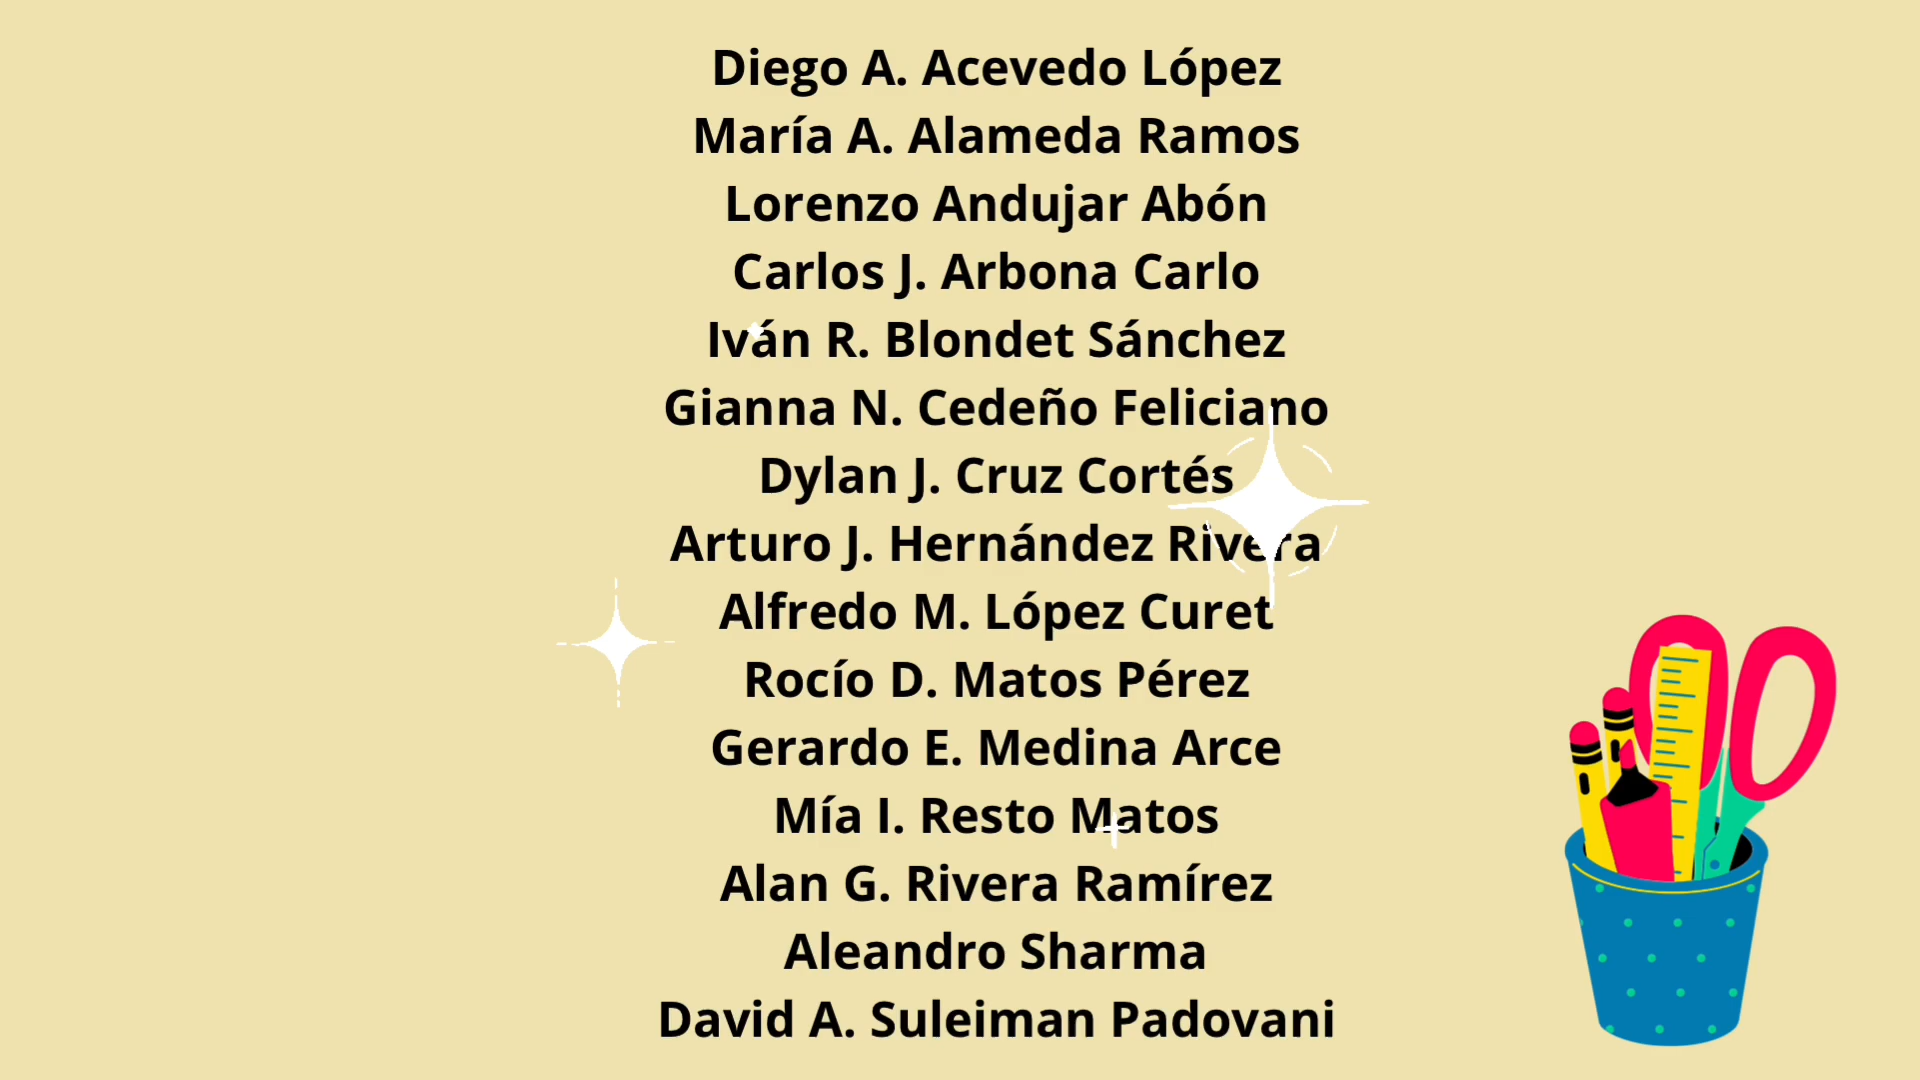 Diego A. Acevedo López
María A. Alameda Ramos
Lorenzo Andujar Abón
Carlos J. Arbona Carlo
Iván R. Blondet Sánchez
Gianna N. Cedeño Feliciano
Dylan J. Cruz Cortés
Arturo J. Hernández Rivera
Alfredo M. López Curet
Rocío D. Matos Pérez
Gerardo E. Medina Arce
Mía I. Resto Matos
Alan G. Rivera Ramírez
Aleandro Sharma
David A. Suleiman Padovani